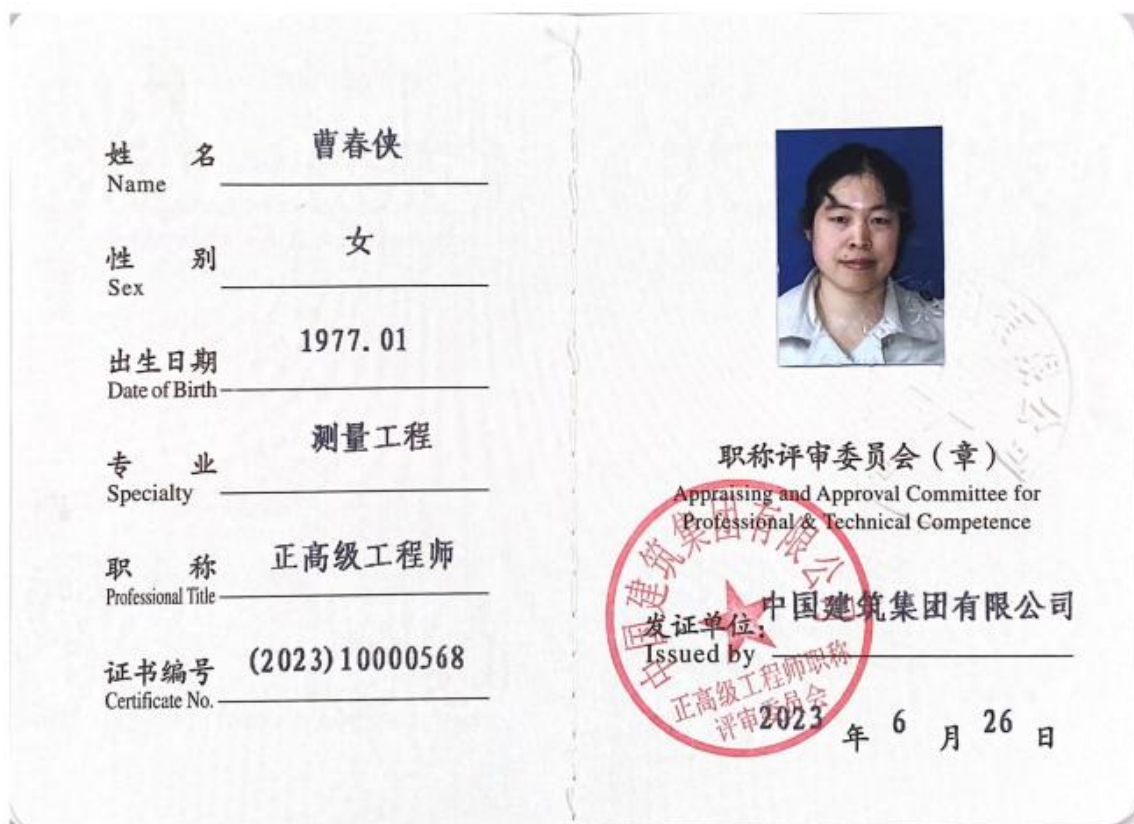 姓 名 曹春侠
Name
性 别 女
Sex
出生日期 1977.01
Date of Birth
专 业 测量工程
Specialty
职 称 正高级工程师
Professional Title
证书编号 (2023)10000568
Certificate No.
职称评审委员会（章）
Appraising and Approval Committee for
Professional & Technical Competence
中国建筑集团有限公司
正高级工程师职称
评审委员会
发证单位: 中国建筑集团有限公司
Issued by
2023 年 6 月 26 日